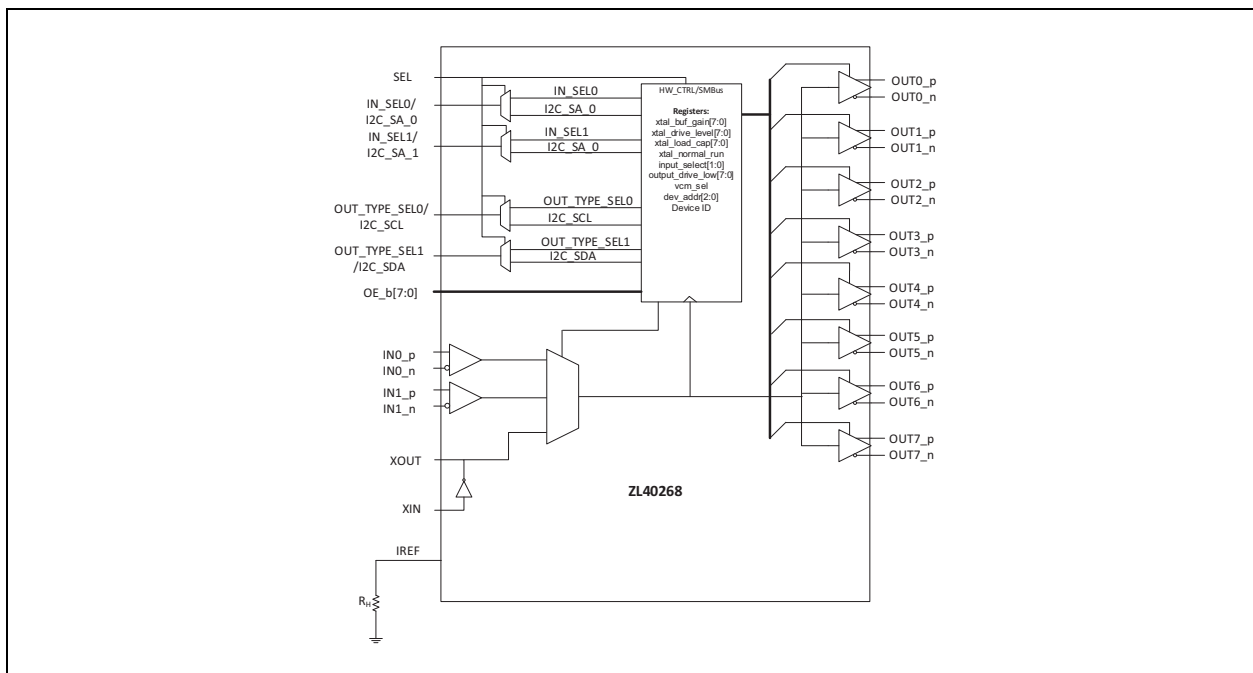 SEL
IN_SEL0/
I2C_SA_0
IN_SEL1/
I2C_SA_1
OUT_TYPE_SEL0/
I2C_SCL
OUT_TYPE_SEL1
/I2C_SDA
OE_b[7:0]
IN0_p
IN0_n
IN1_p
IN1_n
XOUT
XIN
IREF
RH
IN_SEL0
I2C_SA_0
IN_SEL1
I2C_SA_0
OUT_TYPE_SEL0
I2C_SCL
OUT_TYPE_SEL1
I2C_SDA
HW_CTRL/SMBus
Registers:
xtal_buf_gain[7:0]
xtal_drive_level[7:0]
xtal_load_cap[7:0]
xtal_normal_run
input_select[1:0]
output_drive_low[7:0]
vcm_sel
dev_addr[2:0]
Device ID
ZL40268
OUT0_p
OUT0_n
OUT1_p
OUT1_n
OUT2_p
OUT2_n
OUT3_p
OUT3_n
OUT4_p
OUT4_n
OUT5_p
OUT5_n
OUT6_p
OUT6_n
OUT7_p
OUT7_n